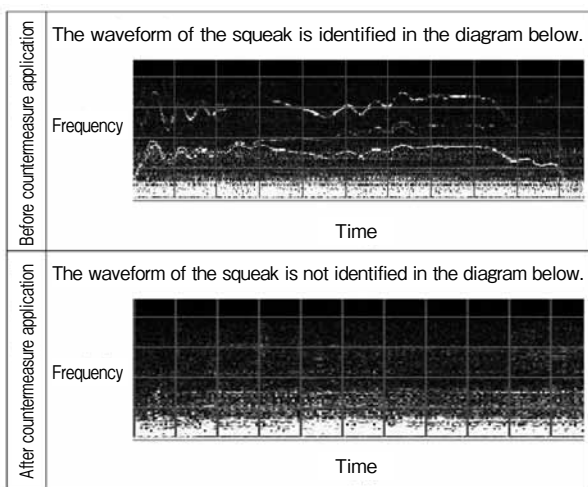 Before countermeasure application
The waveform of the squeak is identified in the diagram below.
Frequency
Time
After countermeasure application
The waveform of the squeak is not identified in the diagram below.
Frequency
Time